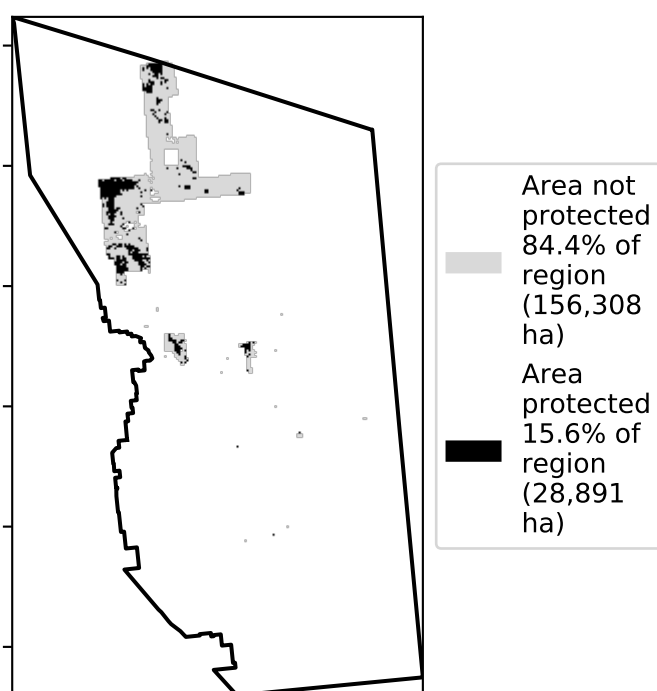 Area not
protected
84.4% of
region
(156,308
ha)
Area
protected
15.6% of
region
(28,891
ha)